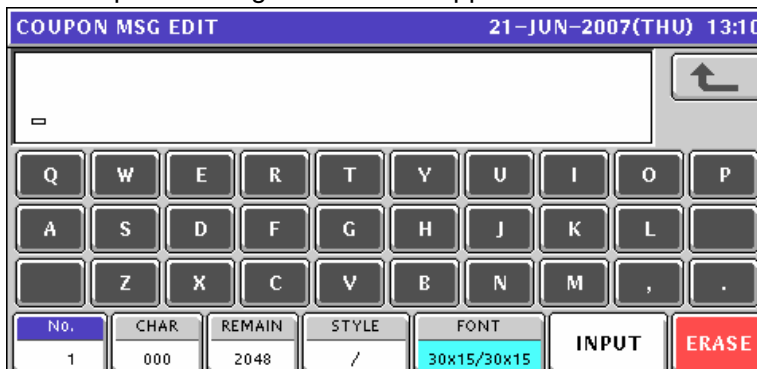 COUPON MSG EDIT 21-JUN-2007(THU) 13:10
Q W E R T Y U I O P
A S D F G H J K L
Z X C V B N M , .
No. CHAR REMAIN STYLE FONT
1 000 2048 / 30x15/30x15 INPUT ERASE